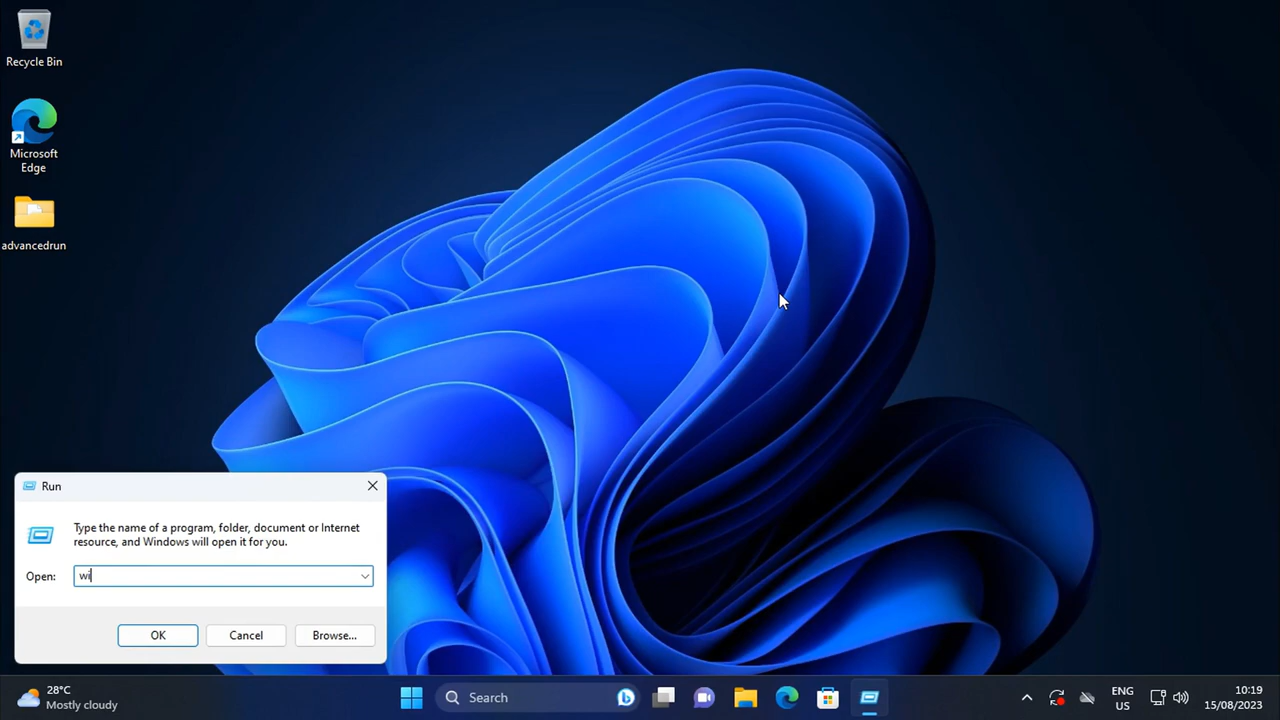 Recycle Bin
Microsoft
Edge
advancedrun
Run
Type the name of a program, folder, document or Internet
resource, and Windows will open it for you.
Open:
wi
OK
Cancel
Browse...
28°C
Mostly cloudy
Search
ENG
US
10:19
15/08/2023